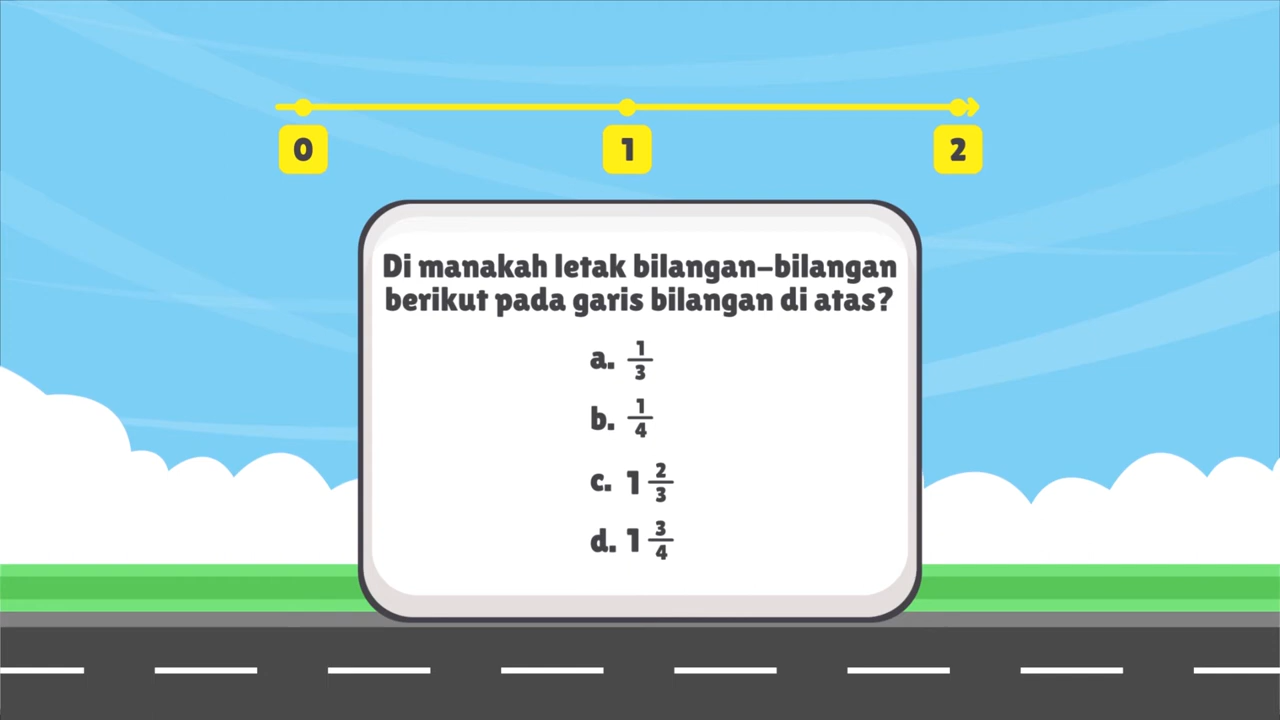 0 1 2
Di manakah letak bilangan-bilangan
berikut pada garis bilangan di atas?
a. 1/3
b. 1/4
c. 1 2/3
d. 1 3/4